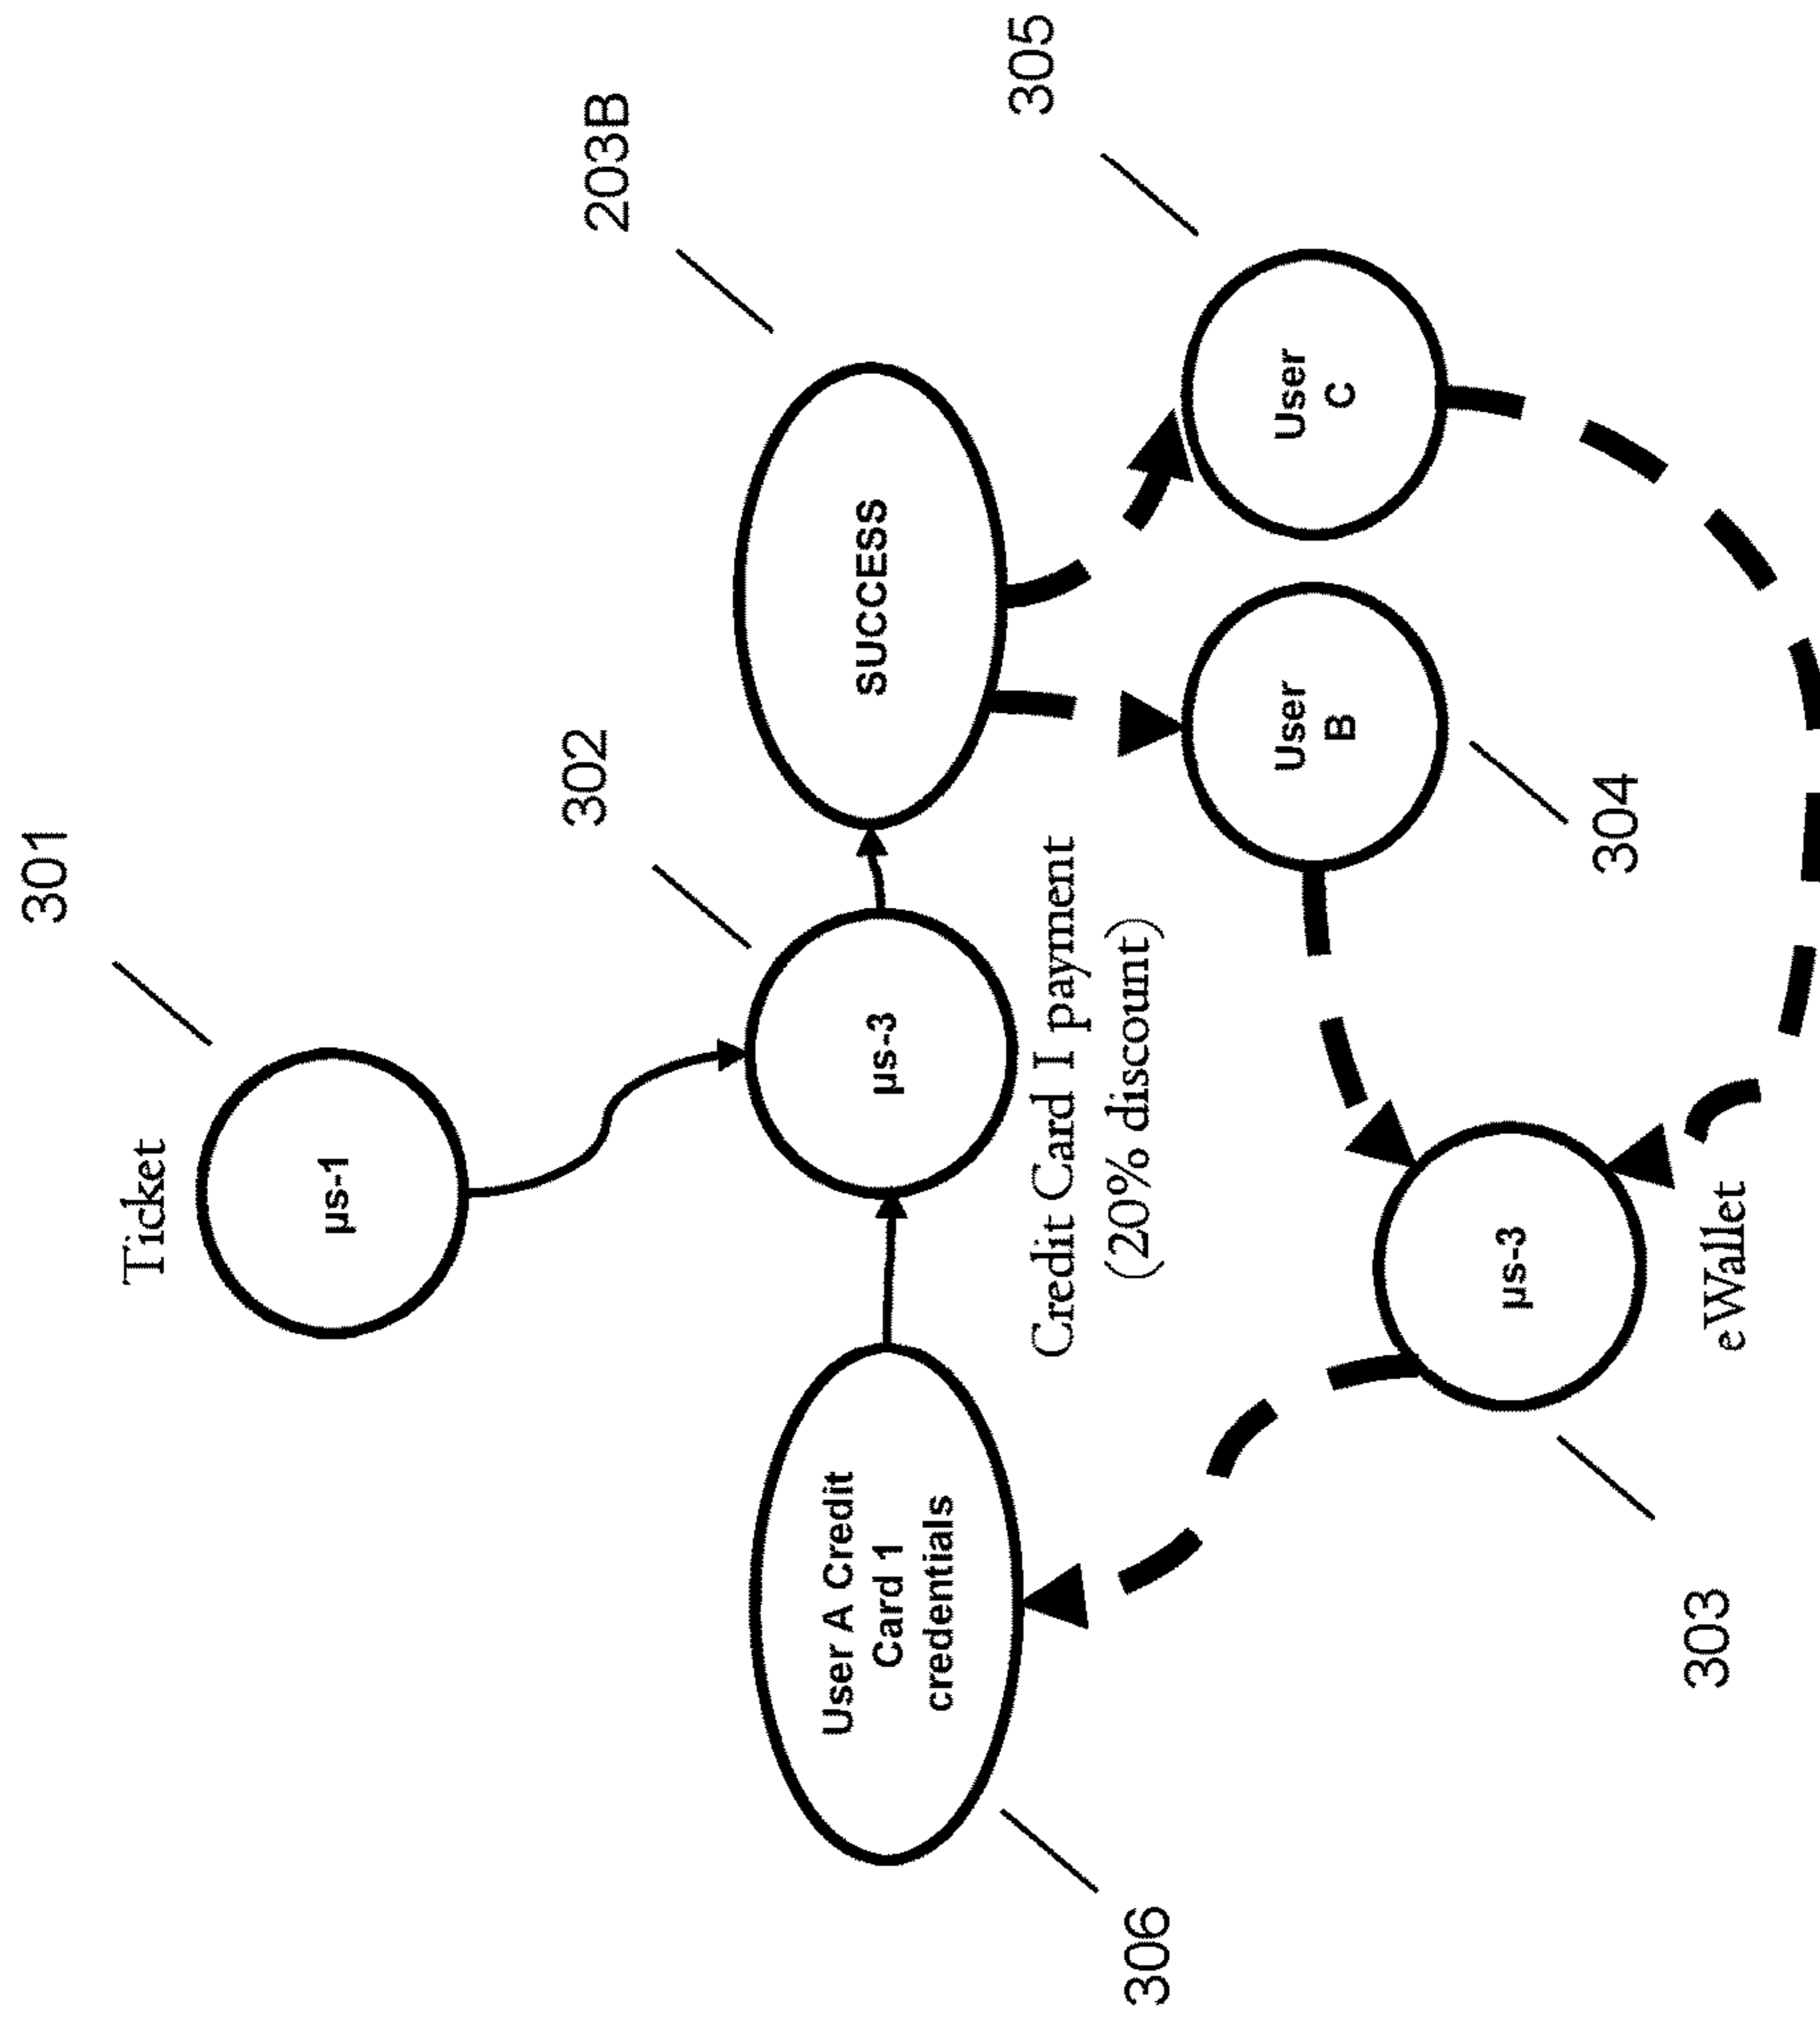 301
Ticket
µs-1
302
203B
User A Credit
Card 1
credentials
µs-3
SUCCESS
Credit Card I payment
(20% discount)
305
306
User
B
User
C
304
µs-3
eWallet
303